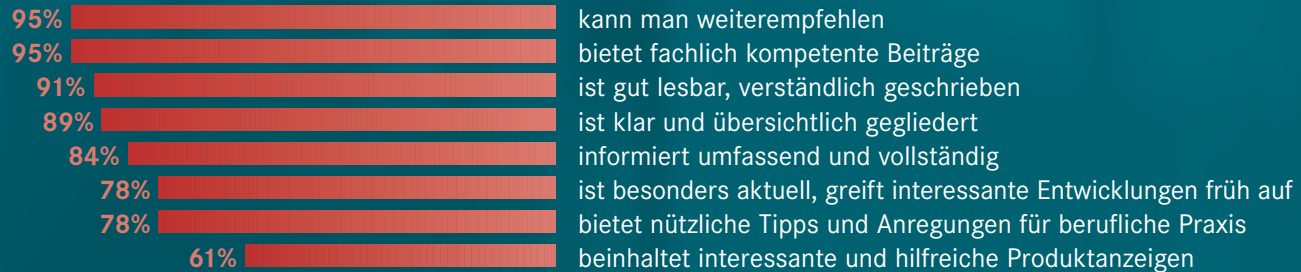 95% kann man weiterempfehlen
95% bietet fachlich kompetente Beiträge
91% ist gut lesbar, verständlich geschrieben
89% ist klar und übersichtlich gegliedert
84% informiert umfassend und vollständig
78% ist besonders aktuell, greift interessante Entwicklungen früh auf
78% bietet nützliche Tipps und Anregungen für berufliche Praxis
61% beinhaltet interessante und hilfreiche Produktanzeigen